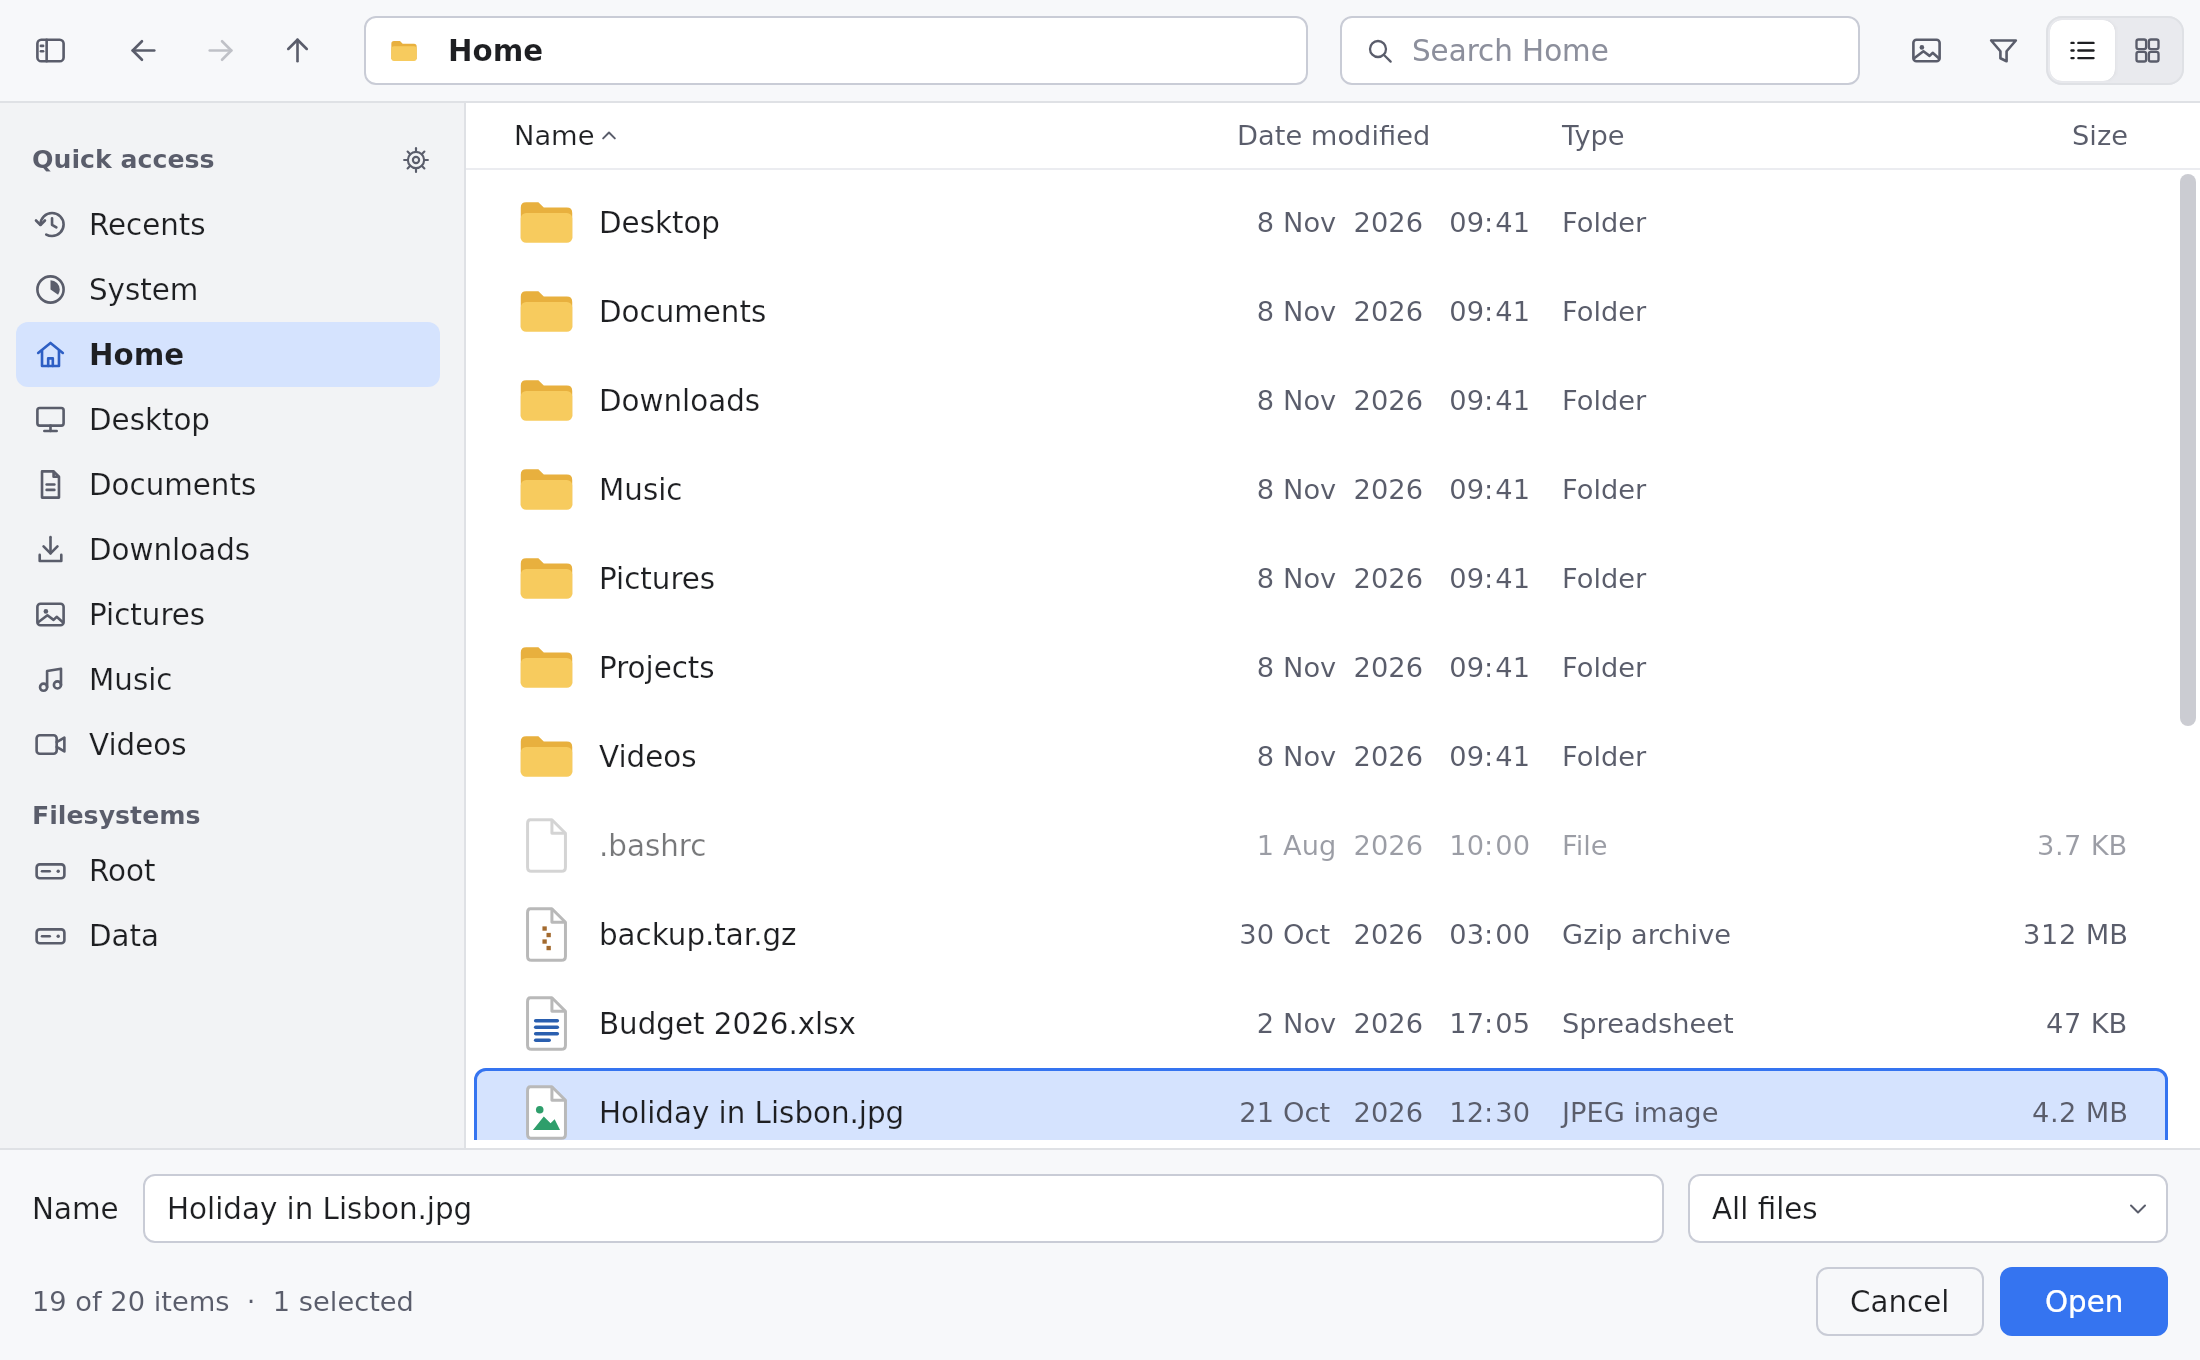 Home
Search Home
Quick access
Recents
System
Home
Desktop
Documents
Downloads
Pictures
Music
Videos
Filesystems
Root
Data
Name Date modified Type Size
Desktop 8 Nov 2026 09:41 Folder
Documents 8 Nov 2026 09:41 Folder
Downloads 8 Nov 2026 09:41 Folder
Music 8 Nov 2026 09:41 Folder
Pictures 8 Nov 2026 09:41 Folder
Projects 8 Nov 2026 09:41 Folder
Videos 8 Nov 2026 09:41 Folder
.bashrc 1 Aug 2026 10:00 File 3.7 KB
backup.tar.gz 30 Oct 2026 03:00 Gzip archive 312 MB
Budget 2026.xlsx 2 Nov 2026 17:05 Spreadsheet 47 KB
Holiday in Lisbon.jpg 21 Oct 2026 12:30 JPEG image 4.2 MB
Name Holiday in Lisbon.jpg All files
19 of 20 items · 1 selected Cancel Open